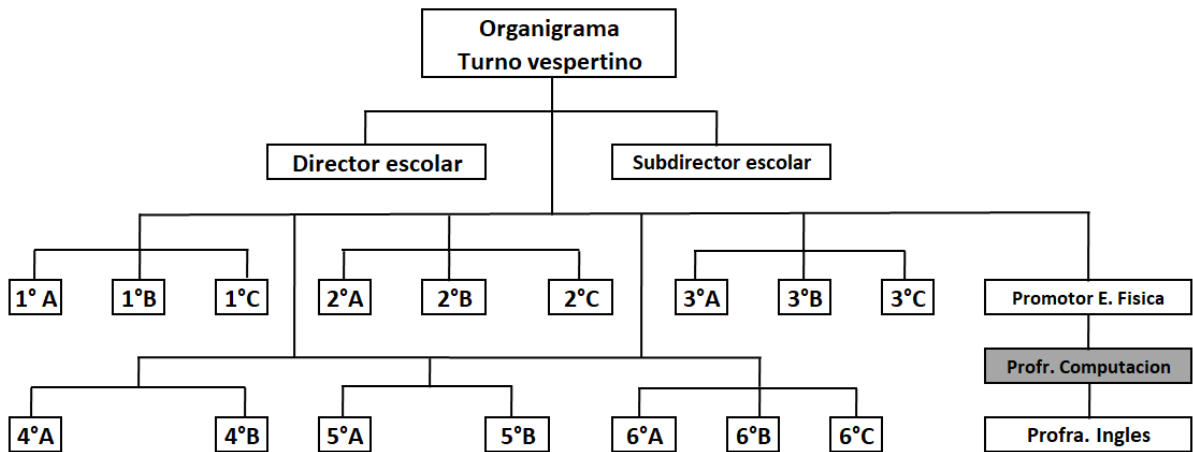 Organigrama
Turno vespertino
Director escolar
Subdirector escolar
1° A
1°B
1°C
2°A
2°B
2°C
3°A
3°B
3°C
Promotor E. Fisica
Profr. Computacion
4°A
4°B
5°A
5°B
6°A
6°B
6°C
Profra. Ingles